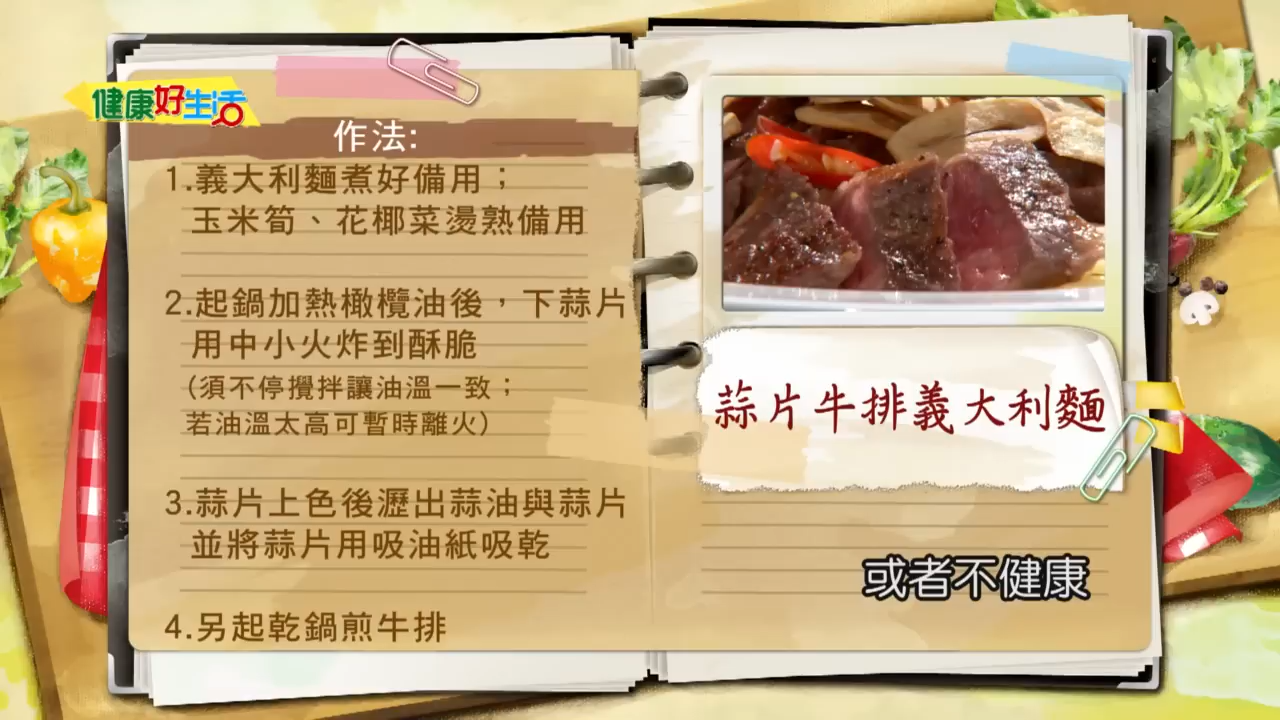 健康好生活
作法:
1.義大利麵煮好備用；
玉米筍、花椰菜燙熟備用
2.起鍋加熱橄欖油後，下蒜片
用中小火炸到酥脆
(須不停攪拌讓油溫一致；
若油溫太高可暫時離火)
3.蒜片上色後瀝出蒜油與蒜片
並將蒜片用吸油紙吸乾
4.另起乾鍋煎牛排
蒜片牛排義大利麵
或者不健康